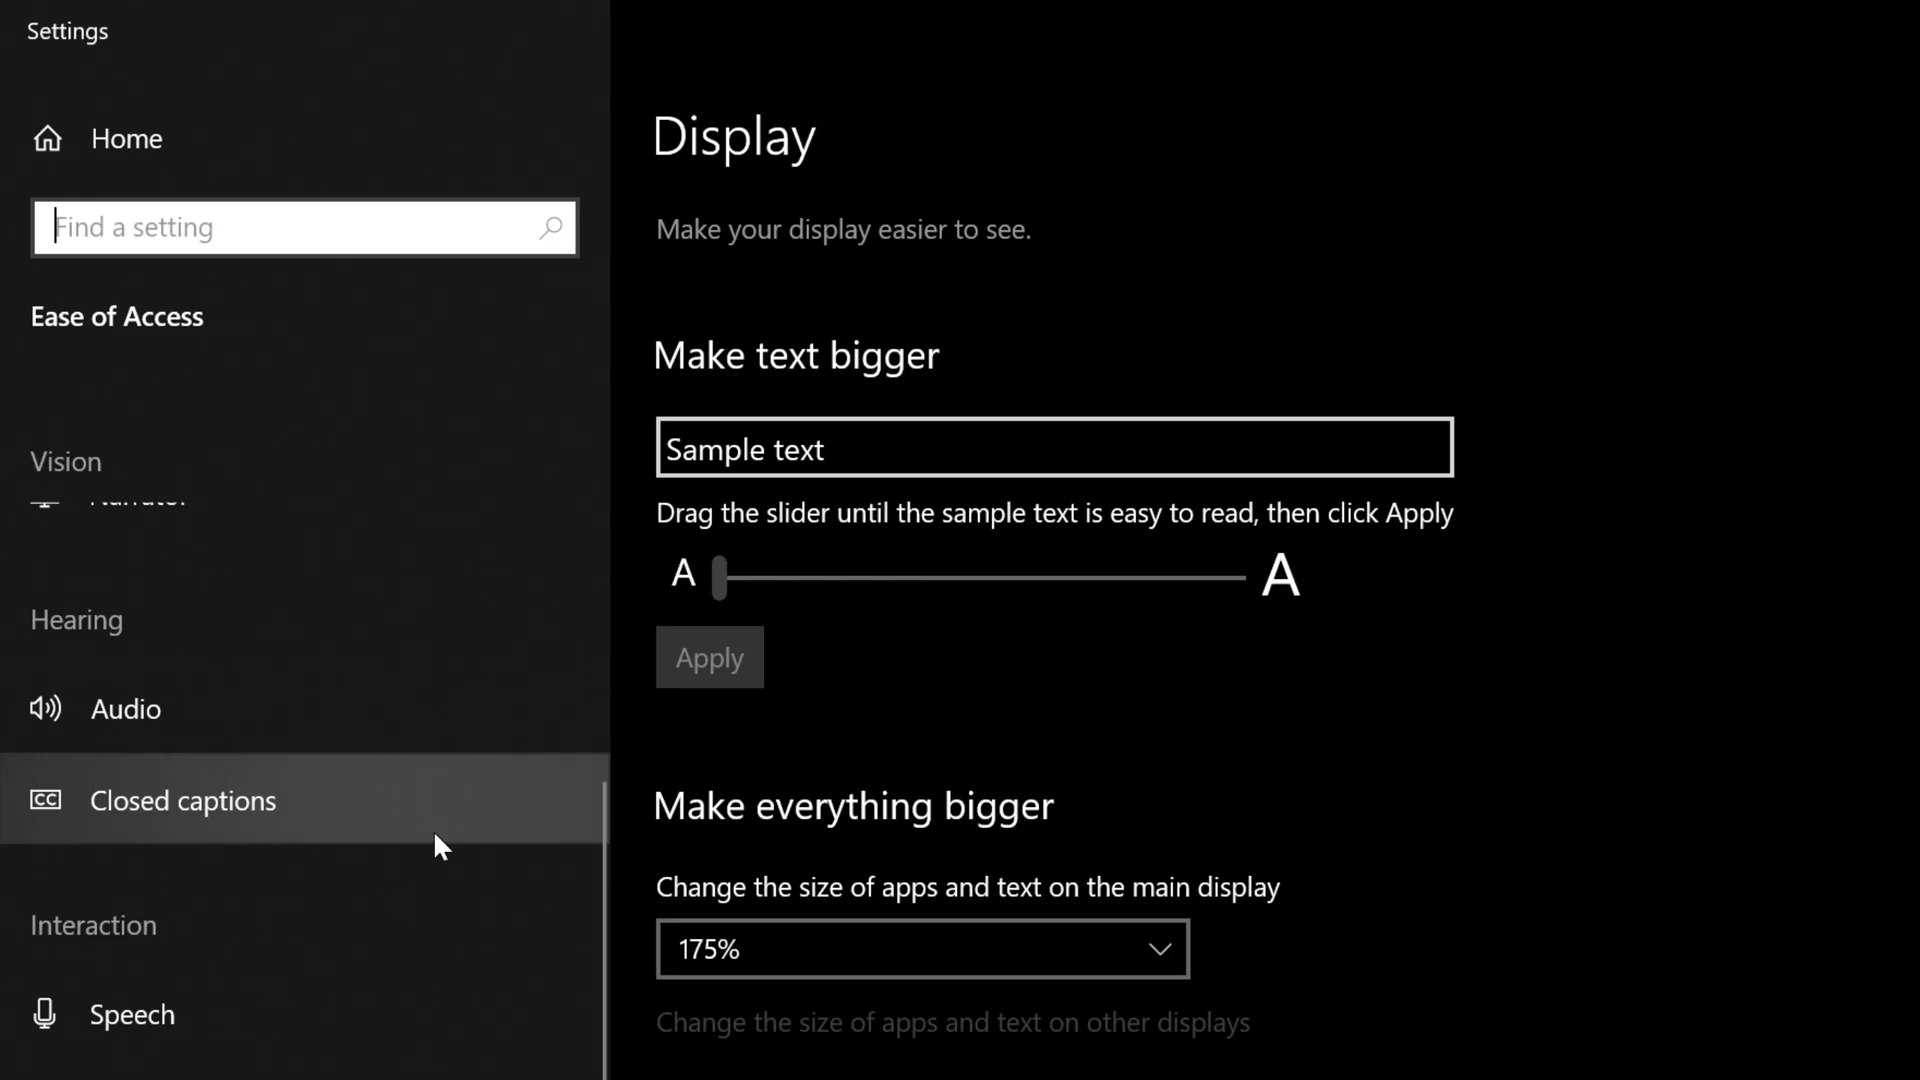 Settings
Home
Find a setting
Ease of Access
Vision
Hearing
Audio
CC Closed captions
Interaction
Speech
Display
Make your display easier to see.
Make text bigger
Sample text
Drag the slider until the sample text is easy to read, then click Apply
A A
Apply
Make everything bigger
Change the size of apps and text on the main display
175%
Change the size of apps and text on other displays